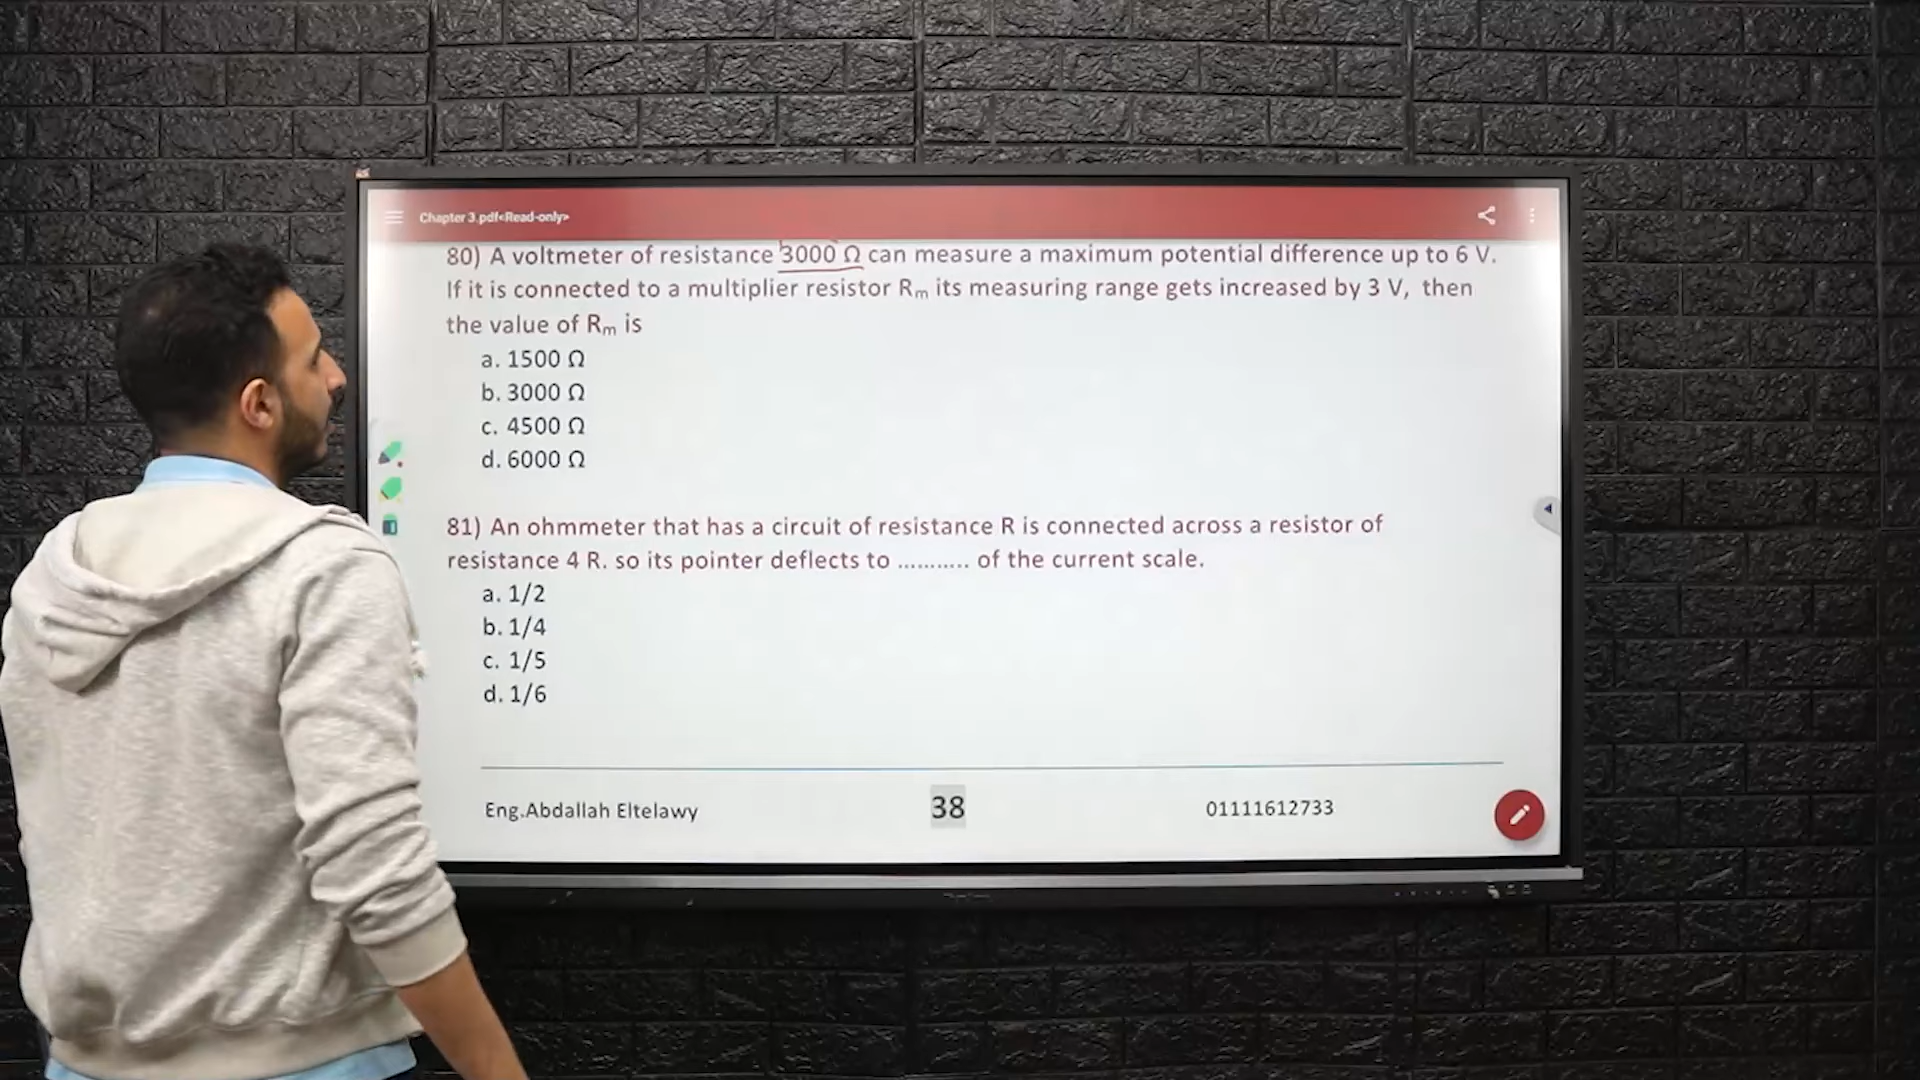 Chapter 3.pdf<Read-only>
80) A voltmeter of resistance 3000 Ω can measure a maximum potential difference up to 6 V.
If it is connected to a multiplier resistor Rm its measuring range gets increased by 3 V, then
the value of Rm is
a. 1500 Ω
b. 3000 Ω
c. 4500 Ω
d. 6000 Ω
81) An ohmmeter that has a circuit of resistance R is connected across a resistor of
resistance 4 R. so its pointer deflects to ........... of the current scale.
a. 1/2
b. 1/4
c. 1/5
d. 1/6
Eng.Abdallah Eltelawy 38 01111612733